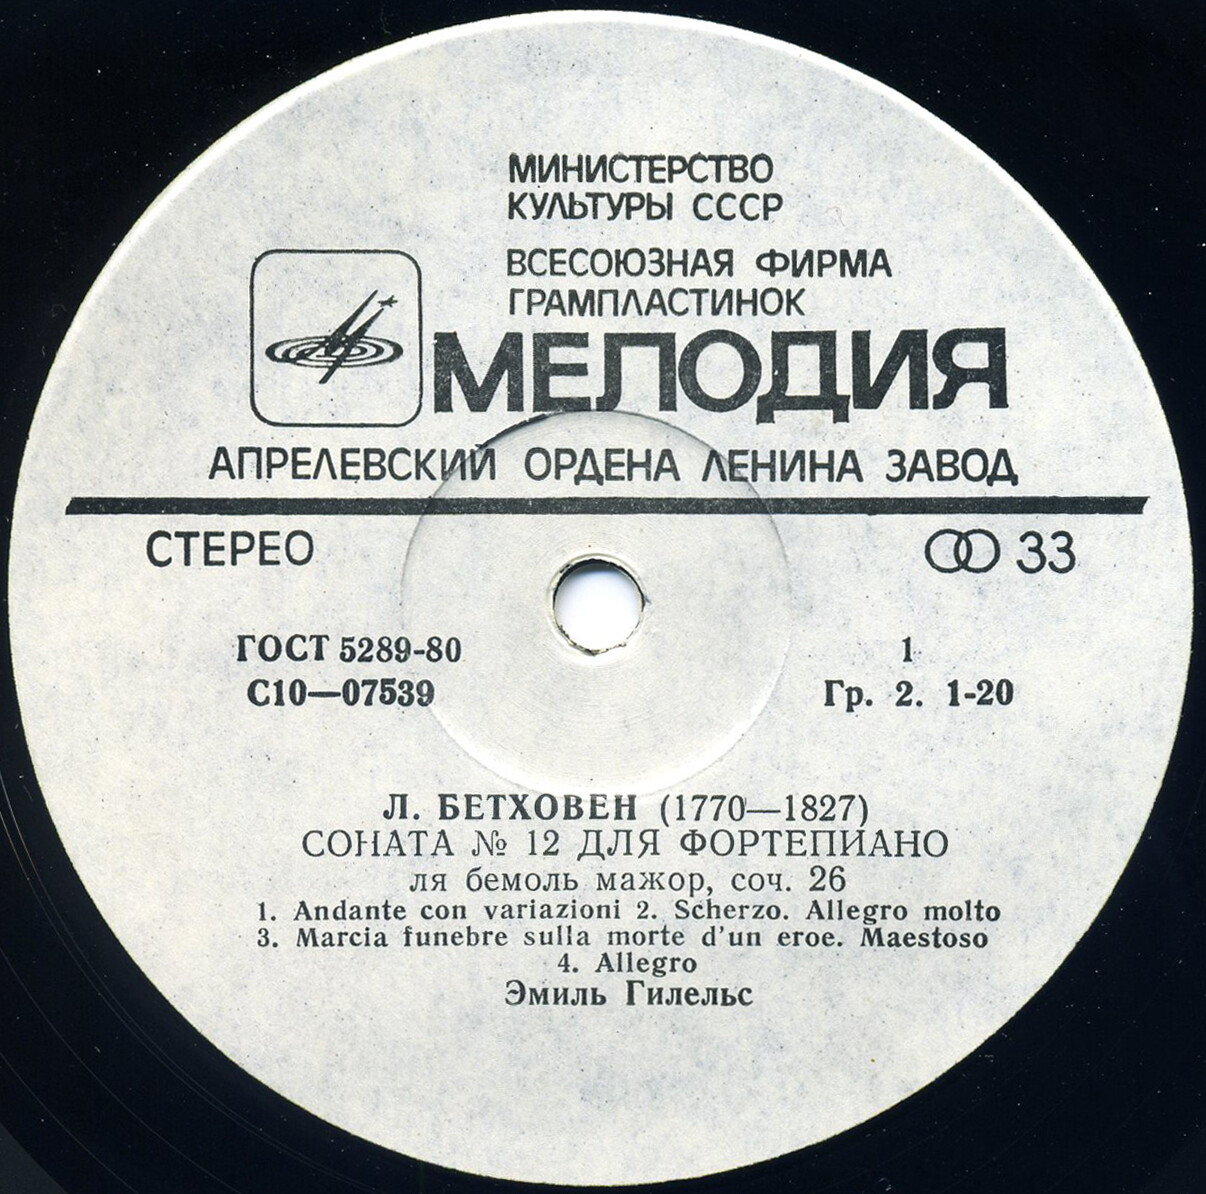 МИНИСТЕРСТВО
КУЛЬТУРЫ СССР
ВСЕСОЮЗНАЯ ФИРМА
ГРАМПЛАСТИНОК
МЕЛОДИЯ
АПРЕЛЕВСКИЙ ОРДЕНА ЛЕНИНА ЗАВОД
СТЕРЕО 33
ГОСТ 5289-80 1
С10—07539 Гр. 2. 1-20
Л. БЕТХОВЕН (1770—1827)
СОНАТА № 12 ДЛЯ ФОРТЕПИАНО
ля бемоль мажор, соч. 26
1. Andante con variazioni 2. Scherzo. Allegro molto
3. Marcia funebre sulla morte d'un eroe. Maestoso
4. Allegro
Эмиль Гилельс